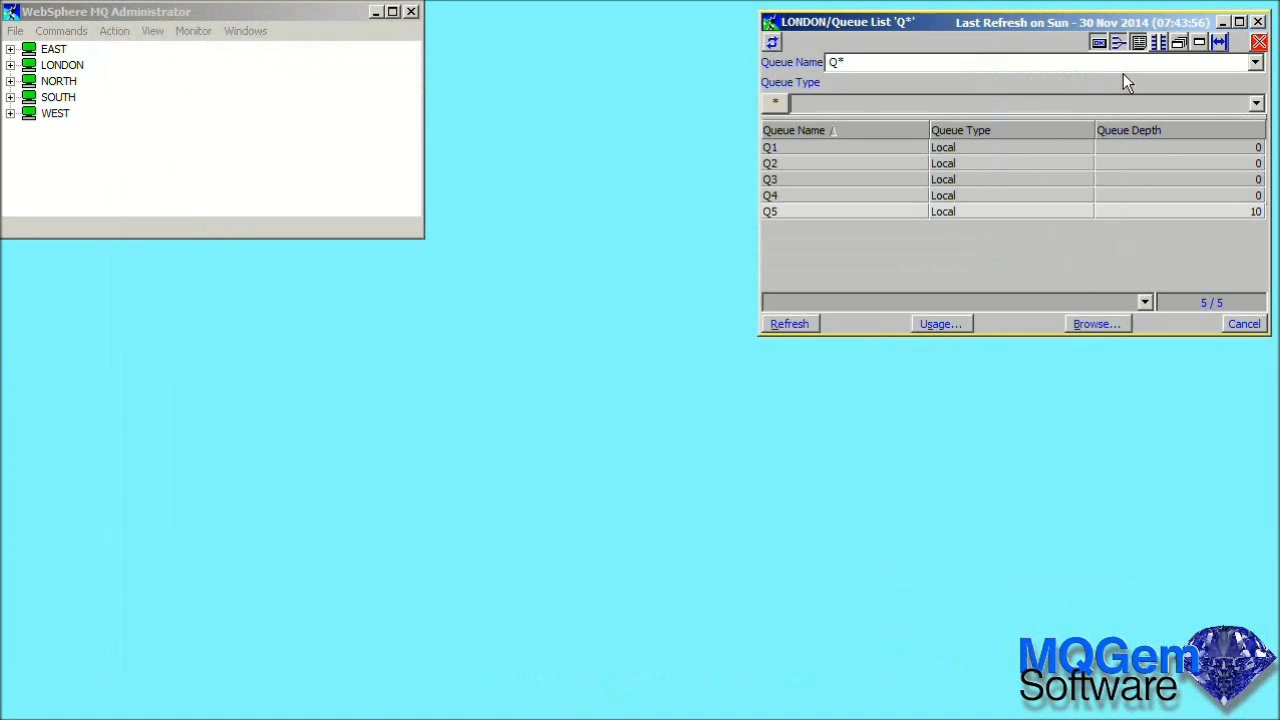 WebSphere MQ Administrator
File Commands Action View Monitor Windows
EAST
LONDON
NORTH
SOUTH
WEST
LONDON/Queue List 'Q*' Last Refresh on Sun - 30 Nov 2014 (07:43:56)
Queue Name Q*
Queue Type
*
Queue Name Queue Type Queue Depth
Q1 Local 0
Q2 Local 0
Q3 Local 0
Q4 Local 0
Q5 Local 10
5 / 5
Refresh Usage... Browse... Cancel
MQGem
Software